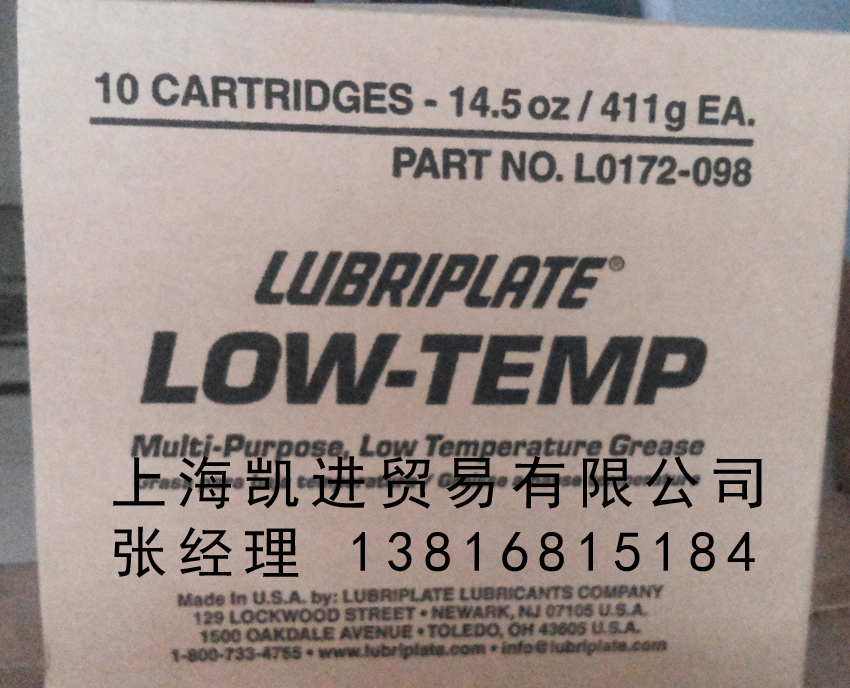 10 CARTRIDGES - 14.5 oz / 411g EA.
PART NO. L0172-098
LUBRIPLATE®
LOW-TEMP
Multi-Purpose, Low Temperature Grease
上海凯进贸易有限公司
张经理 13816815184
Made In U.S.A. by: LUBRIPLATE LUBRICANTS COMPANY
129 LOCKWOOD STREET • NEWARK, NJ 07105 U.S.A.
1500 OAKDALE AVENUE • TOLEDO, OH 43605 U.S.A.
1-800-733-4755 • www.lubriplate.com • info@lubriplate.com